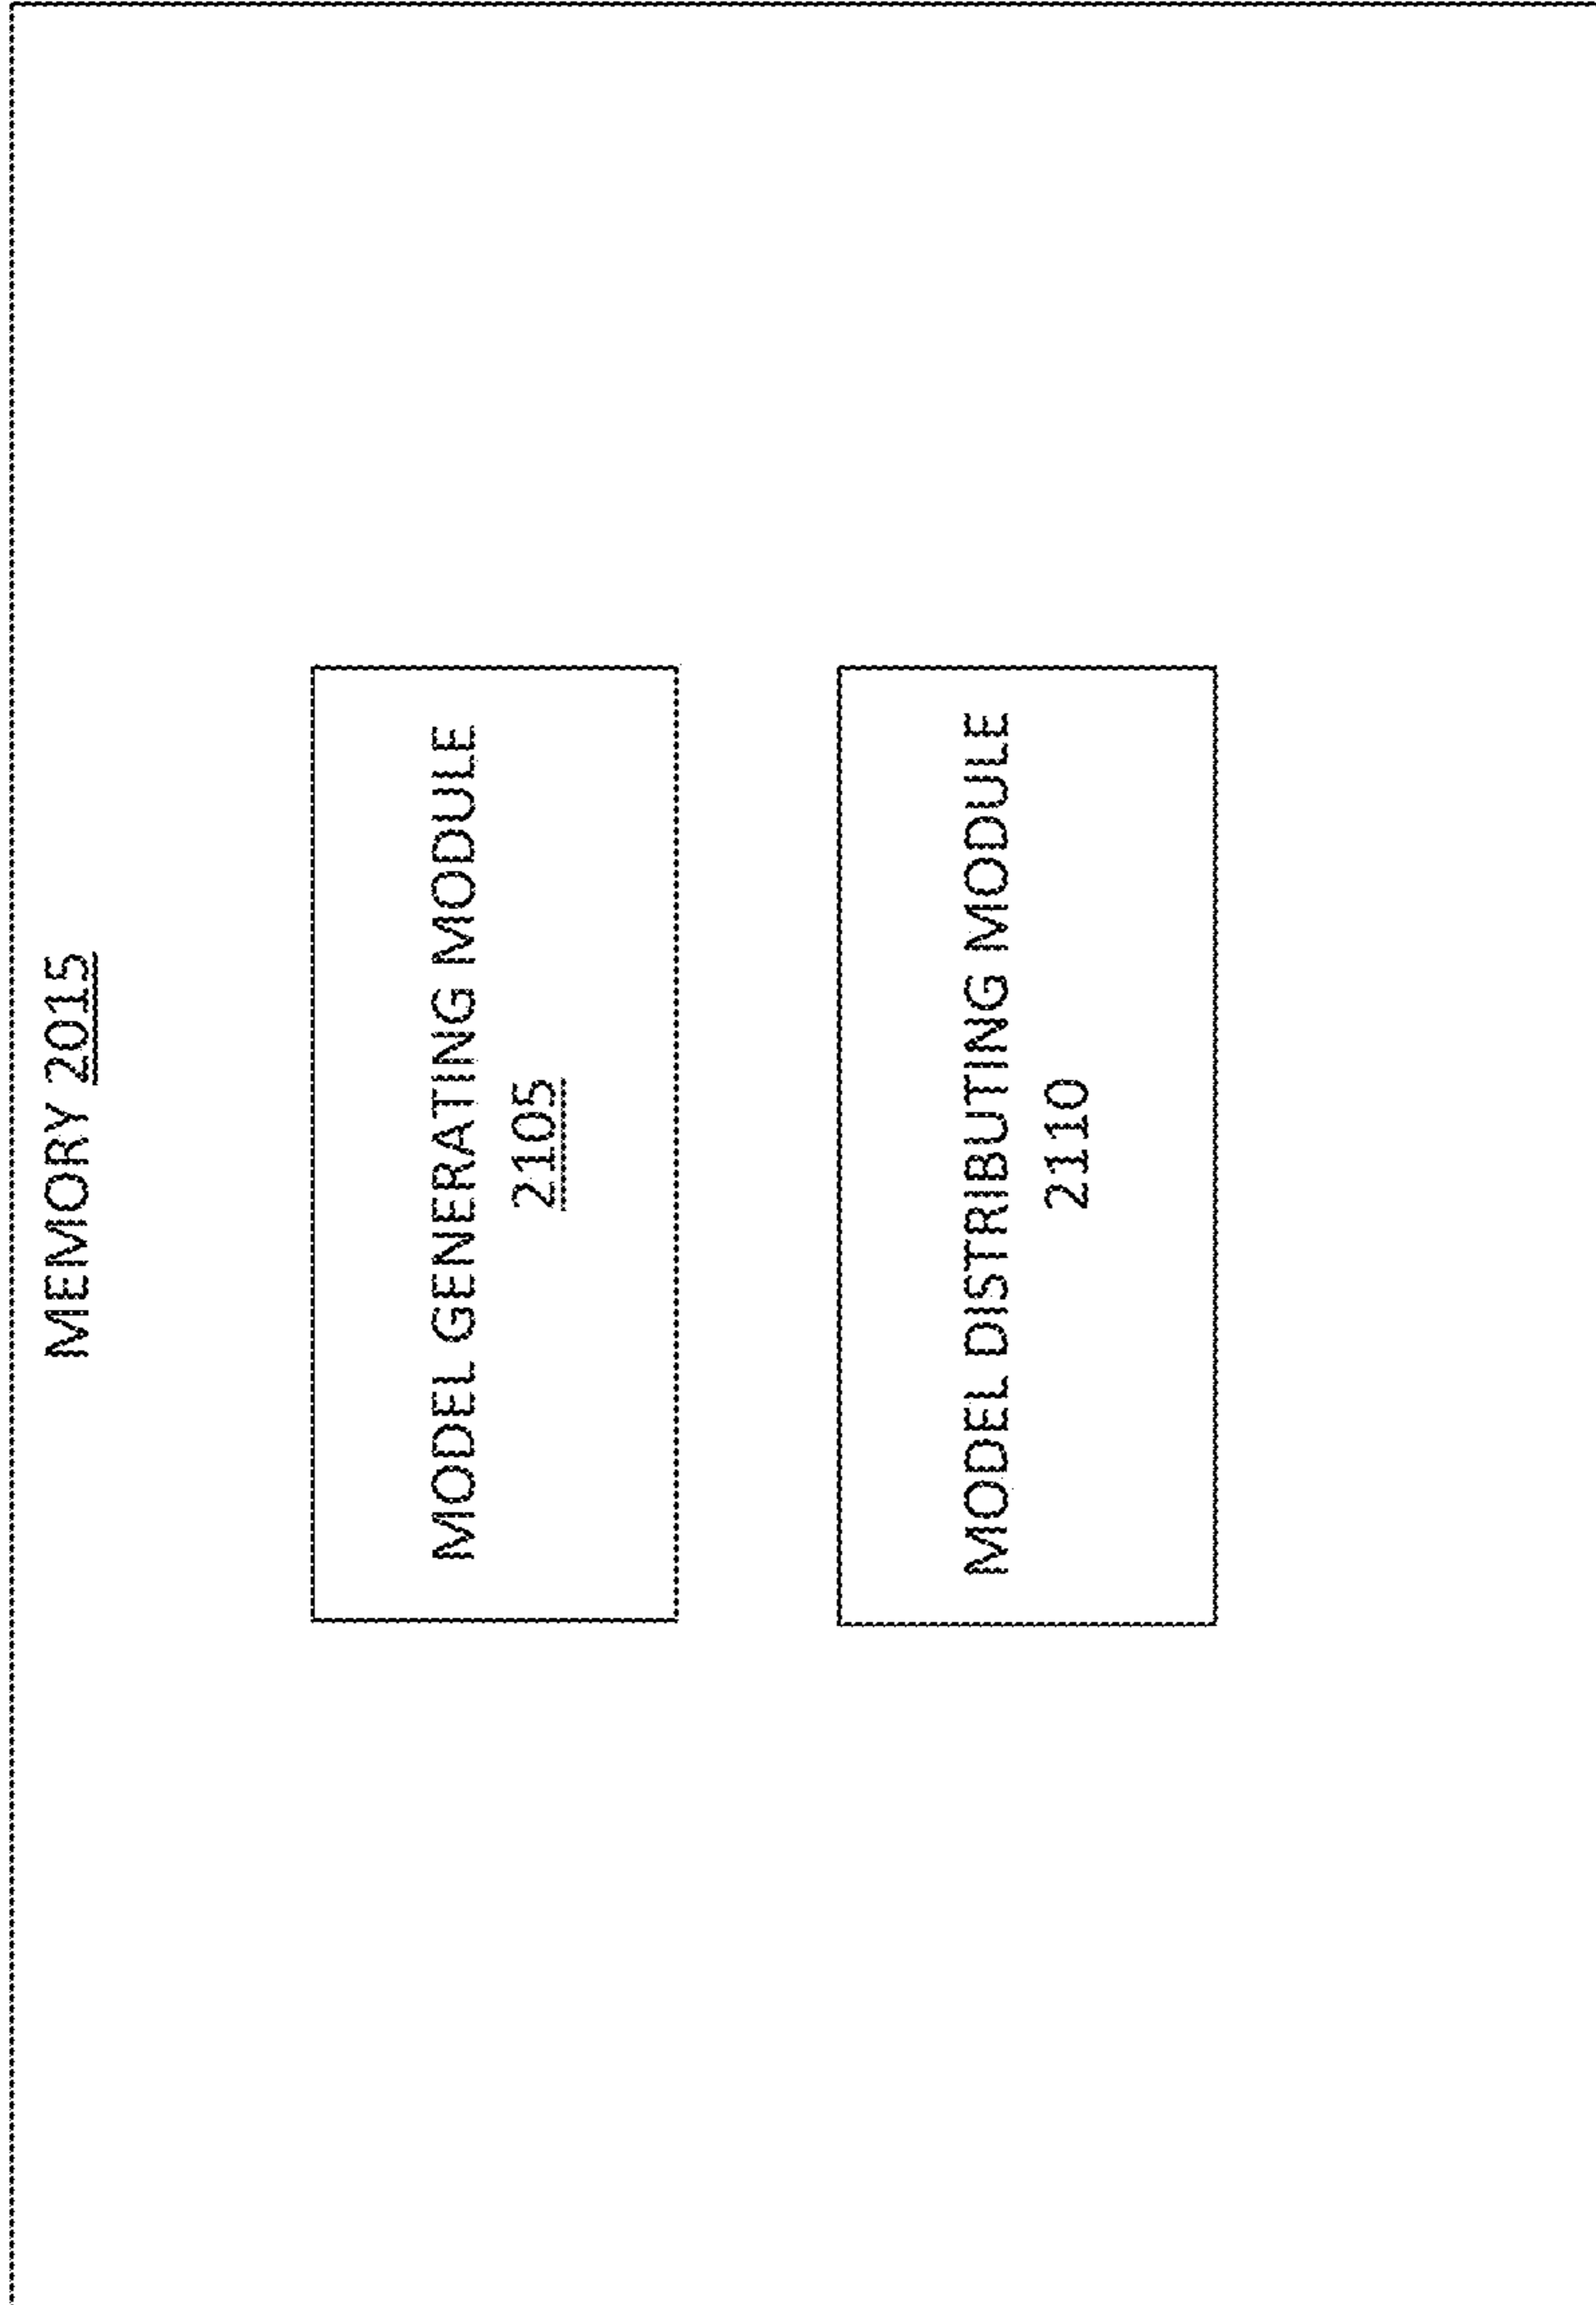 MEMORY 2015
MODEL GENERATING MODULE
2105
MODEL DISTRIBUTING MODULE
2110